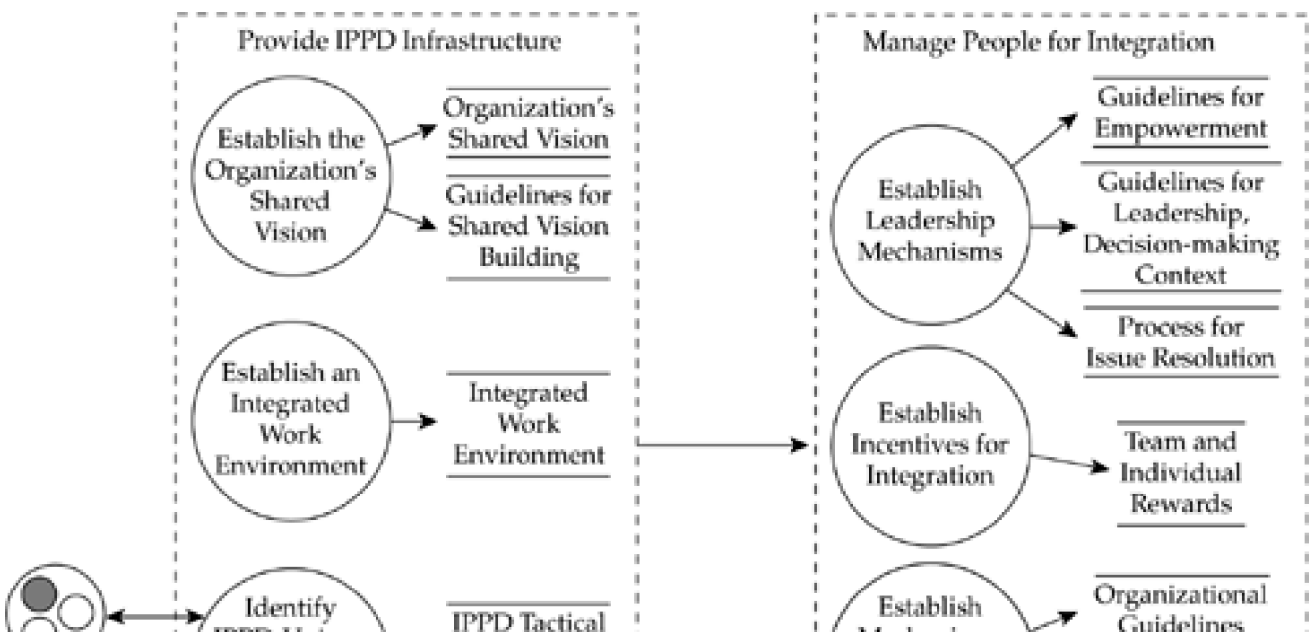 Provide IPPD Infrastructure
Establish the
Organization's
Shared
Vision
Organization's
Shared Vision
Guidelines for
Shared Vision
Building
Establish an
Integrated
Work
Environment
Integrated
Work
Environment
Identify
IPPD Tactical
Manage People for Integration
Establish
Leadership
Mechanisms
Guidelines for
Empowerment
Guidelines for
Leadership,
Decision-making
Context
Process for
Issue Resolution
Establish
Incentives for
Integration
Team and
Individual
Rewards
Establish
Organizational
Guidelines